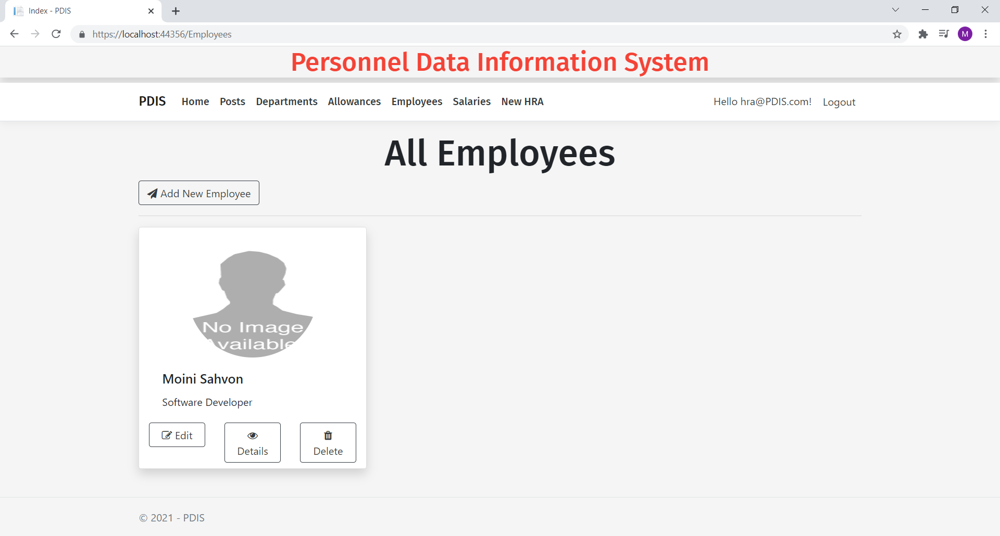 Index - PDIS
https://localhost:44356/Employees
M
Personnel Data Information System
PDIS Home Posts Departments Allowances Employees Salaries New HRA Hello hra@PDIS.com! Logout
All Employees
Add New Employee
No Image
Available
Moini Sahvon
Software Developer
Edit Details Delete
© 2021 - PDIS